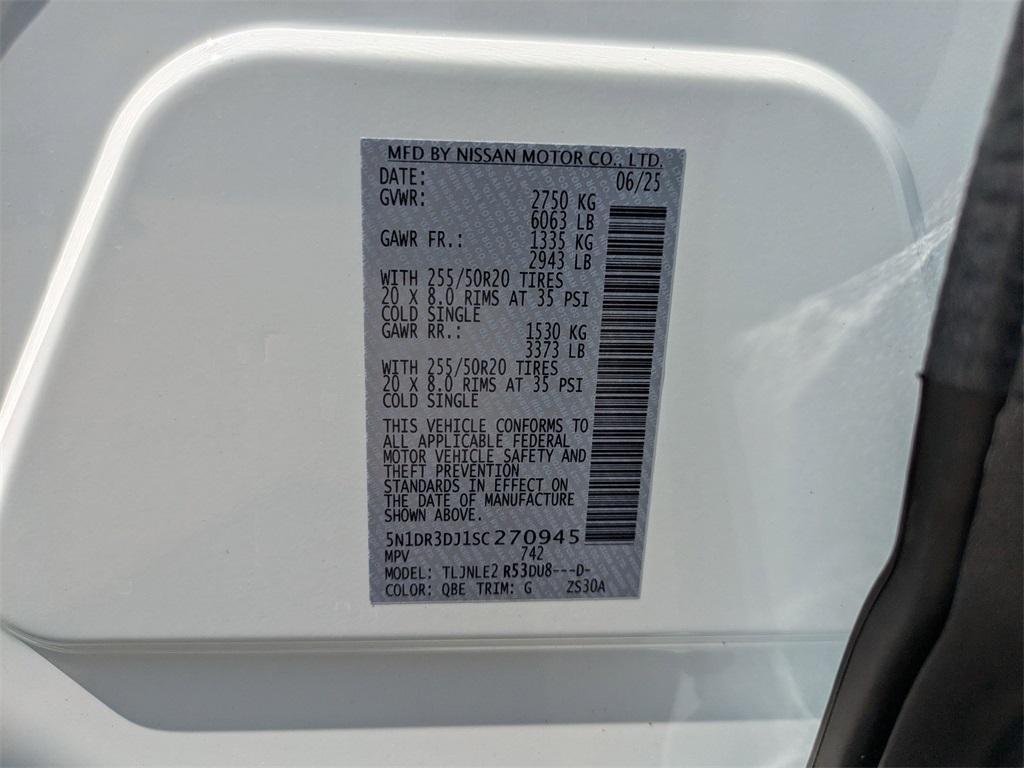 MFD BY NISSAN MOTOR CO., LTD.
DATE: 06/25
GVWR: 2750 KG
6063 LB
GAWR FR.: 1335 KG
2943 LB
WITH 255/50R20 TIRES
20 X 8.0 RIMS AT 35 PSI
COLD SINGLE
GAWR RR.: 1530 KG
3373 LB
WITH 255/50R20 TIRES
20 X 8.0 RIMS AT 35 PSI
COLD SINGLE
THIS VEHICLE CONFORMS TO
ALL APPLICABLE FEDERAL
MOTOR VEHICLE SAFETY AND
THEFT PREVENTION
STANDARDS IN EFFECT ON
THE DATE OF MANUFACTURE
SHOWN ABOVE.
5N1DR3DJ1SC270945
MPV 742
MODEL: TLJNLE2 R53DU8---D-
COLOR: QBE TRIM: G ZS30A